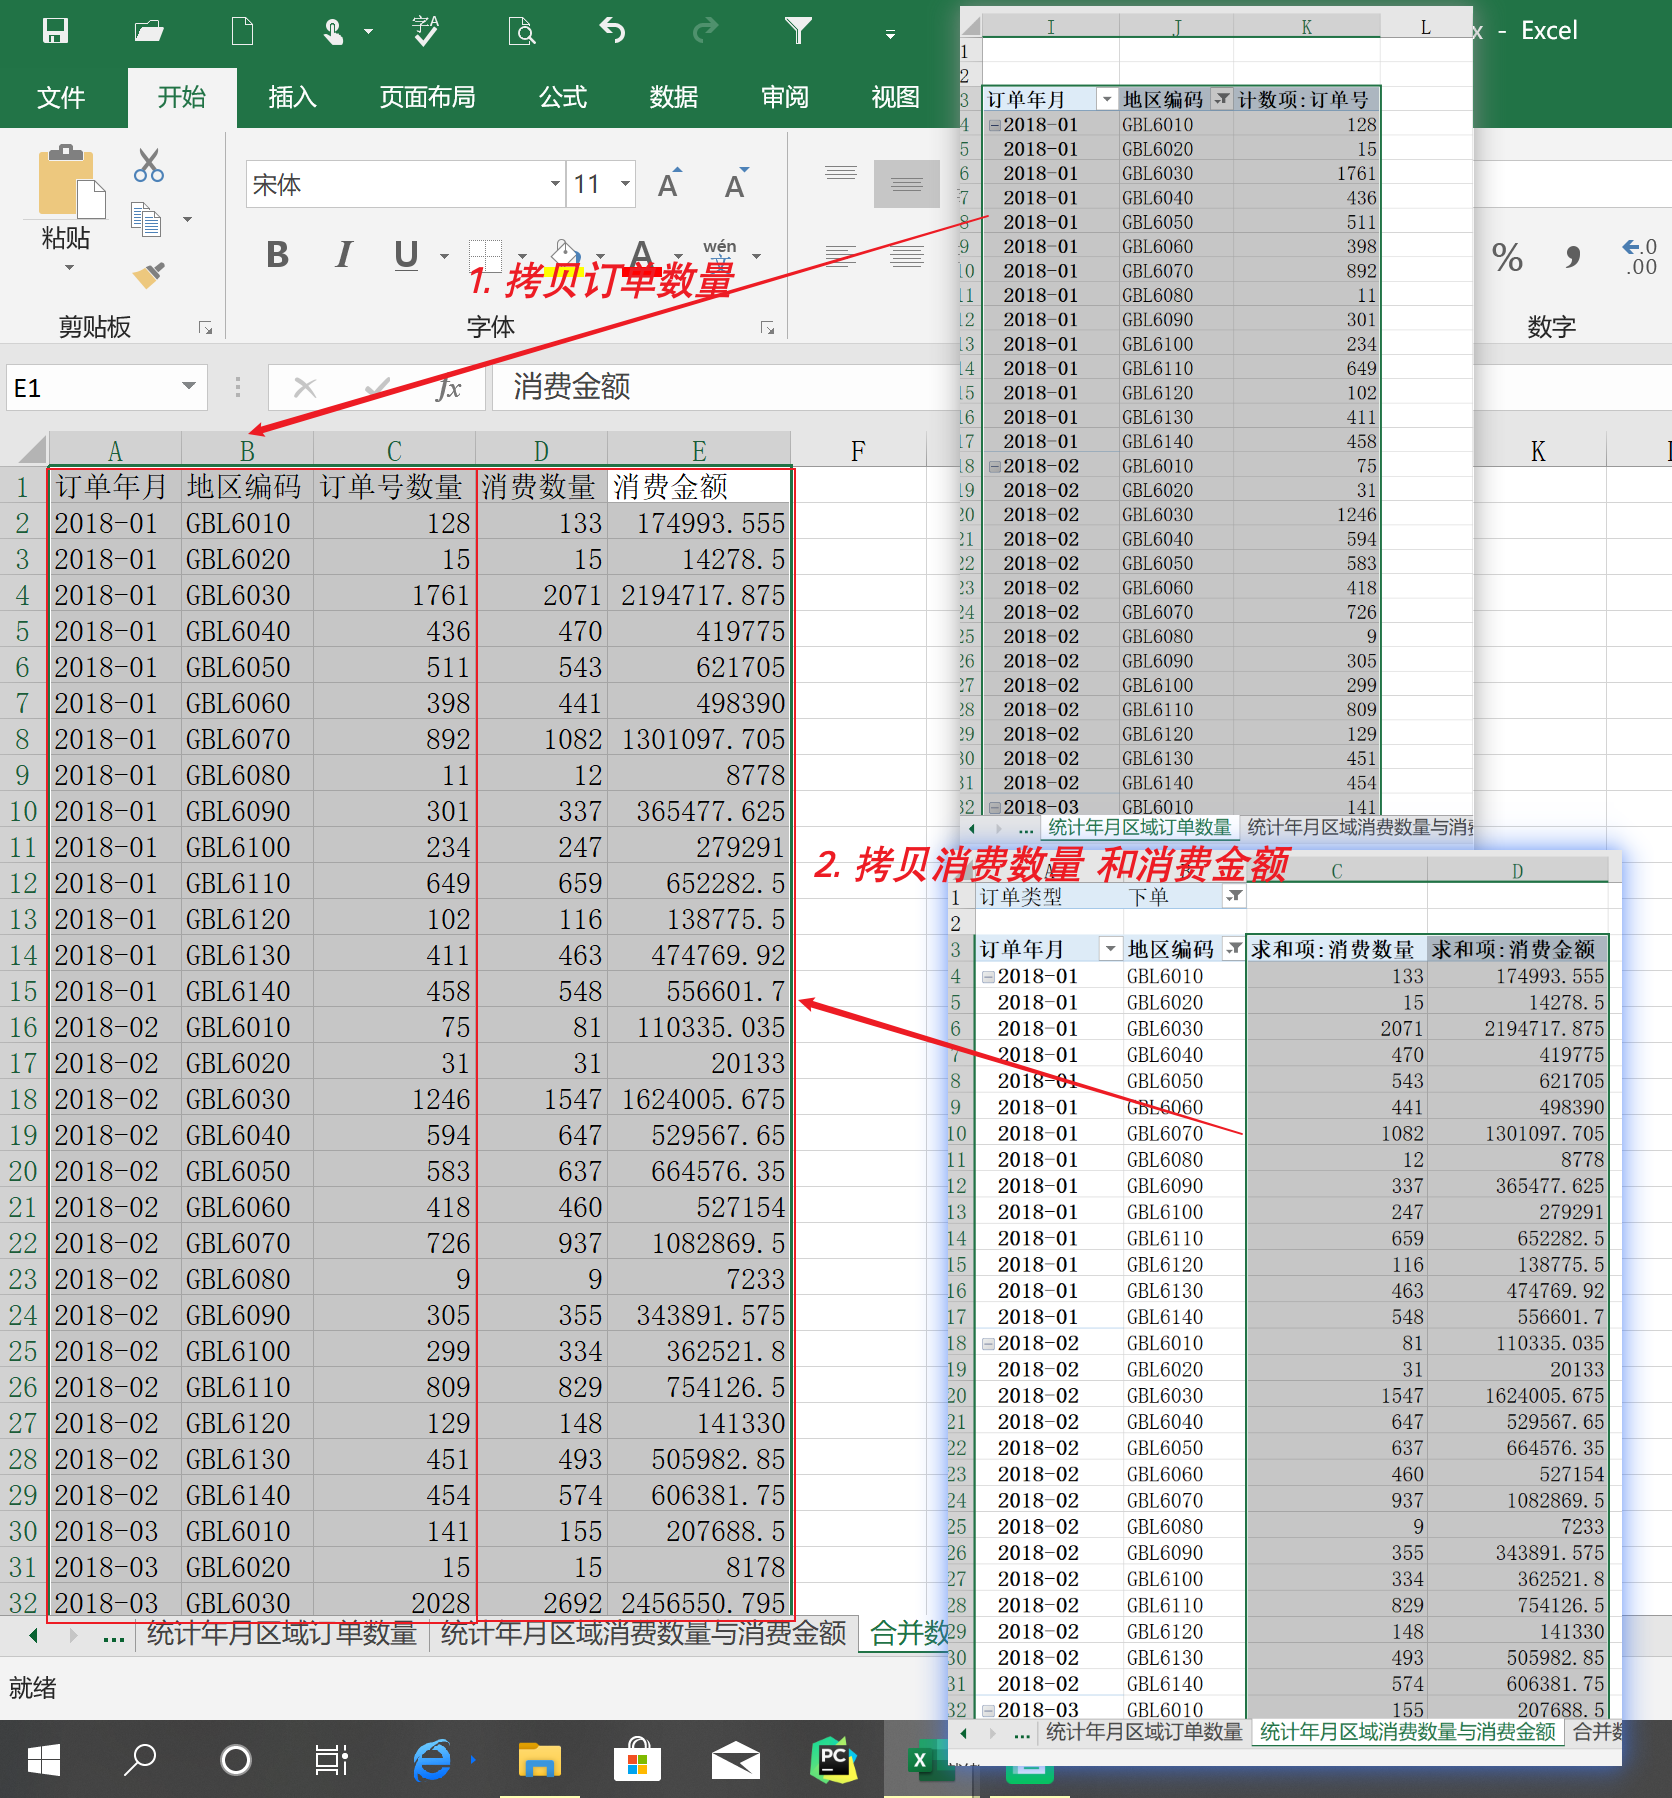 x - Excel
文件 开始 插入 页面布局 公式 数据 审阅 视图
粘贴
剪贴板
宋体 11
B I U A wén 文
字体
% , .0 .00
数字
1. 拷贝订单数量
E1 fx 消费金额
A B C D E F K
1 订单年月 地区编码 订单号数量 消费数量 消费金额
2 2018-01 GBL6010 128 133 174993.555
3 2018-01 GBL6020 15 15 14278.5
4 2018-01 GBL6030 1761 2071 2194717.875
5 2018-01 GBL6040 436 470 419775
6 2018-01 GBL6050 511 543 621705
7 2018-01 GBL6060 398 441 498390
8 2018-01 GBL6070 892 1082 1301097.705
9 2018-01 GBL6080 11 12 8778
10 2018-01 GBL6090 301 337 365477.625
11 2018-01 GBL6100 234 247 279291
12 2018-01 GBL6110 649 659 652282.5
13 2018-01 GBL6120 102 116 138775.5
14 2018-01 GBL6130 411 463 474769.92
15 2018-01 GBL6140 458 548 556601.7
16 2018-02 GBL6010 75 81 110335.035
17 2018-02 GBL6020 31 31 20133
18 2018-02 GBL6030 1246 1547 1624005.675
19 2018-02 GBL6040 594 647 529567.65
20 2018-02 GBL6050 583 637 664576.35
21 2018-02 GBL6060 418 460 527154
22 2018-02 GBL6070 726 937 1082869.5
23 2018-02 GBL6080 9 9 7233
24 2018-02 GBL6090 305 355 343891.575
25 2018-02 GBL6100 299 334 362521.8
26 2018-02 GBL6110 809 829 754126.5
27 2018-02 GBL6120 129 148 141330
28 2018-02 GBL6130 451 493 505982.85
29 2018-02 GBL6140 454 574 606381.75
30 2018-03 GBL6010 141 155 207688.5
31 2018-03 GBL6020 15 15 8178
32 2018-03 GBL6030 2028 2692 2456550.795
... 统计年月区域订单数量 统计年月区域消费数量与消费金额 合并数
就绪
I J K L
1
2
3 订单年月 地区编码 计数项:订单号
4 2018-01 GBL6010 128
5 2018-01 GBL6020 15
6 2018-01 GBL6030 1761
7 2018-01 GBL6040 436
8 2018-01 GBL6050 511
9 2018-01 GBL6060 398
10 2018-01 GBL6070 892
11 2018-01 GBL6080 11
12 2018-01 GBL6090 301
13 2018-01 GBL6100 234
14 2018-01 GBL6110 649
15 2018-01 GBL6120 102
16 2018-01 GBL6130 411
17 2018-01 GBL6140 458
18 2018-02 GBL6010 75
19 2018-02 GBL6020 31
20 2018-02 GBL6030 1246
21 2018-02 GBL6040 594
22 2018-02 GBL6050 583
23 2018-02 GBL6060 418
24 2018-02 GBL6070 726
25 2018-02 GBL6080 9
26 2018-02 GBL6090 305
27 2018-02 GBL6100 299
28 2018-02 GBL6110 809
29 2018-02 GBL6120 129
30 2018-02 GBL6130 451
31 2018-02 GBL6140 454
32 2018-03 GBL6010 141
... 统计年月区域订单数量 统计年月区域消费数量与消费
2. 拷贝消费数量 和消费金额
A B C D
1 订单类型 下单
2
3 订单年月 地区编码 求和项:消费数量 求和项:消费金额
4 2018-01 GBL6010 133 174993.555
5 2018-01 GBL6020 15 14278.5
6 2018-01 GBL6030 2071 2194717.875
7 2018-01 GBL6040 470 419775
8 2018-01 GBL6050 543 621705
9 2018-01 GBL6060 441 498390
10 2018-01 GBL6070 1082 1301097.705
11 2018-01 GBL6080 12 8778
12 2018-01 GBL6090 337 365477.625
13 2018-01 GBL6100 247 279291
14 2018-01 GBL6110 659 652282.5
15 2018-01 GBL6120 116 138775.5
16 2018-01 GBL6130 463 474769.92
17 2018-01 GBL6140 548 556601.7
18 2018-02 GBL6010 81 110335.035
19 2018-02 GBL6020 31 20133
20 2018-02 GBL6030 1547 1624005.675
21 2018-02 GBL6040 647 529567.65
22 2018-02 GBL6050 637 664576.35
23 2018-02 GBL6060 460 527154
24 2018-02 GBL6070 937 1082869.5
25 2018-02 GBL6080 9 7233
26 2018-02 GBL6090 355 343891.575
27 2018-02 GBL6100 334 362521.8
28 2018-02 GBL6110 829 754126.5
29 2018-02 GBL6120 148 141330
30 2018-02 GBL6130 493 505982.85
31 2018-02 GBL6140 574 606381.75
32 2018-03 GBL6010 155 207688.5
... 统计年月区域订单数量 统计年月区域消费数量与消费金额 合并数
PC
X